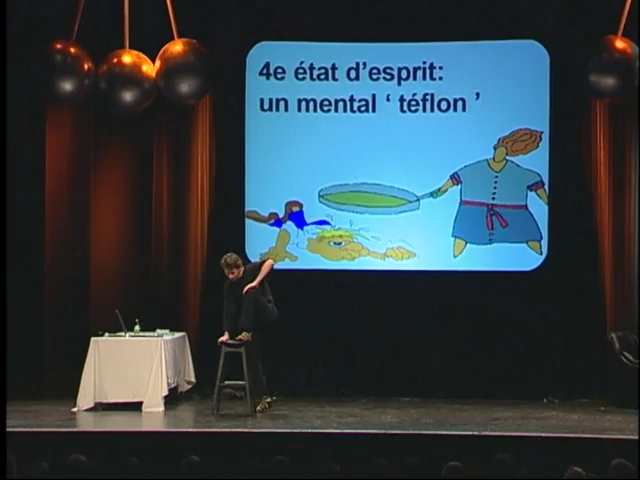 4e état d'esprit:
un mental ‘ téflon ’